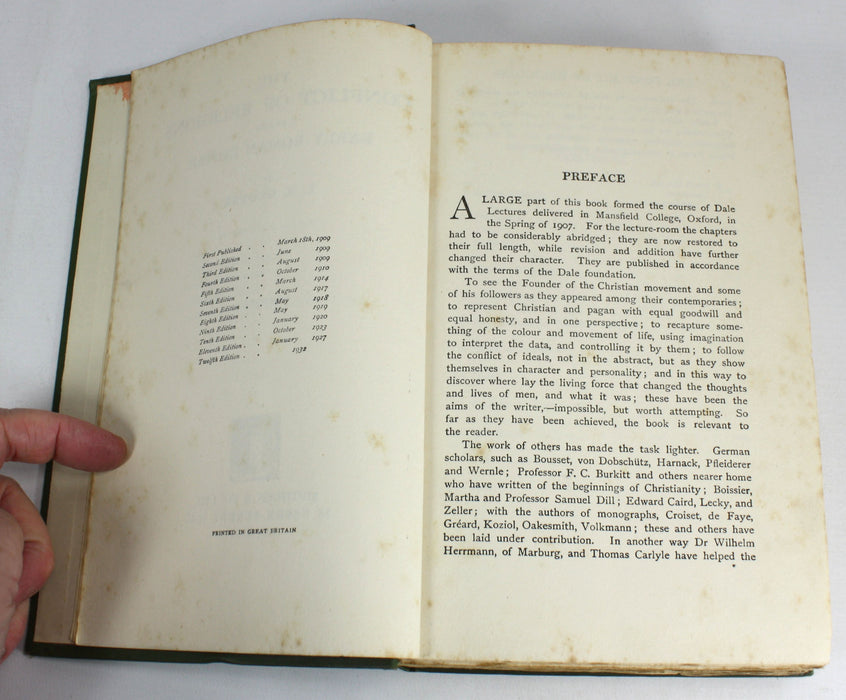 First Published . . March 18th, 1909
Second Edition . . June 1909
Third Edition . . August 1909
Fourth Edition . . October 1910
Fifth Edition . . March 1914
Sixth Edition . . August 1917
Seventh Edition . . May 1918
Eighth Edition . . May 1919
Ninth Edition . . January 1920
Tenth Edition . . October 1923
Eleventh Edition . . January 1927
Twelfth Edition . . 1932
PRINTED IN GREAT BRITAIN
PREFACE
A LARGE part of this book formed the course of Dale
Lectures delivered in Mansfield College, Oxford, in
the Spring of 1907. For the lecture-room the chapters
had to be considerably abridged; they are now restored to
their full length, while revision and addition have further
changed their character. They are published in accordance
with the terms of the Dale foundation.
To see the Founder of the Christian movement and some
of his followers as they appeared among their contemporaries;
to represent Christian and pagan with equal goodwill and
equal honesty, and in one perspective; to recapture some-
thing of the colour and movement of life, using imagination
to interpret the data, and controlling it by them; to follow
the conflict of ideals, not in the abstract, but as they show
themselves in character and personality; and in this way to
discover where lay the living force that changed the thoughts
and lives of men, and what it was; these have been the
aims of the writer,—impossible, but worth attempting. So
far as they have been achieved, the book is relevant to
the reader.
The work of others has made the task lighter. German
scholars, such as Bousset, von Dobschütz, Harnack, Pfleiderer
and Wernle; Professor F. C. Burkitt and others nearer home
who have written of the beginnings of Christianity; Boissier,
Martha and Professor Samuel Dill; Edward Caird, Lecky, and
Zeller; with the authors of monographs, Croiset, de Faye,
Gréard, Koziol, Oakesmith, Volkmann; these and others have
been laid under contribution. In another way Dr Wilhelm
Herrmann, of Marburg, and Thomas Carlyle have helped the